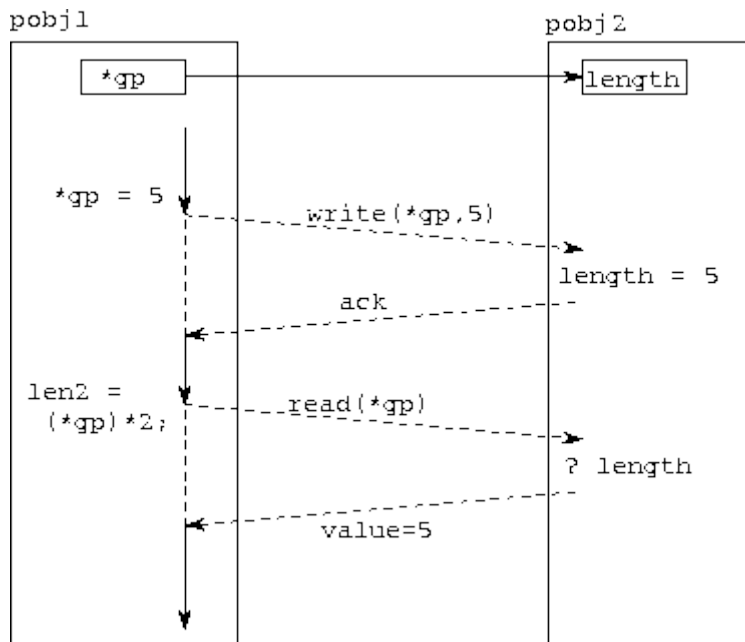 pobj1
pobj2
*gp
length
*gp = 5
write(*gp,5)
length = 5
ack
len2 =
(*gp)*2;
read(*gp)
? length
value=5